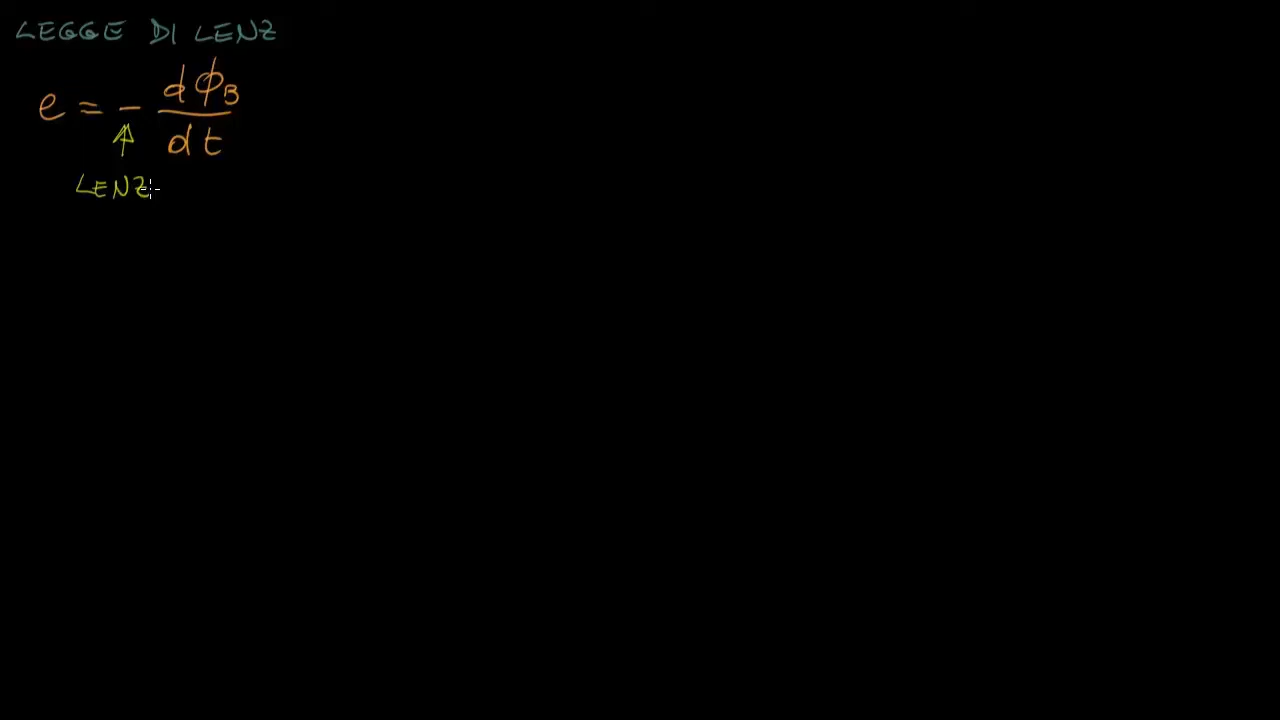 LEGGE DI LENZ
e = - dϕB/dt
LENZ